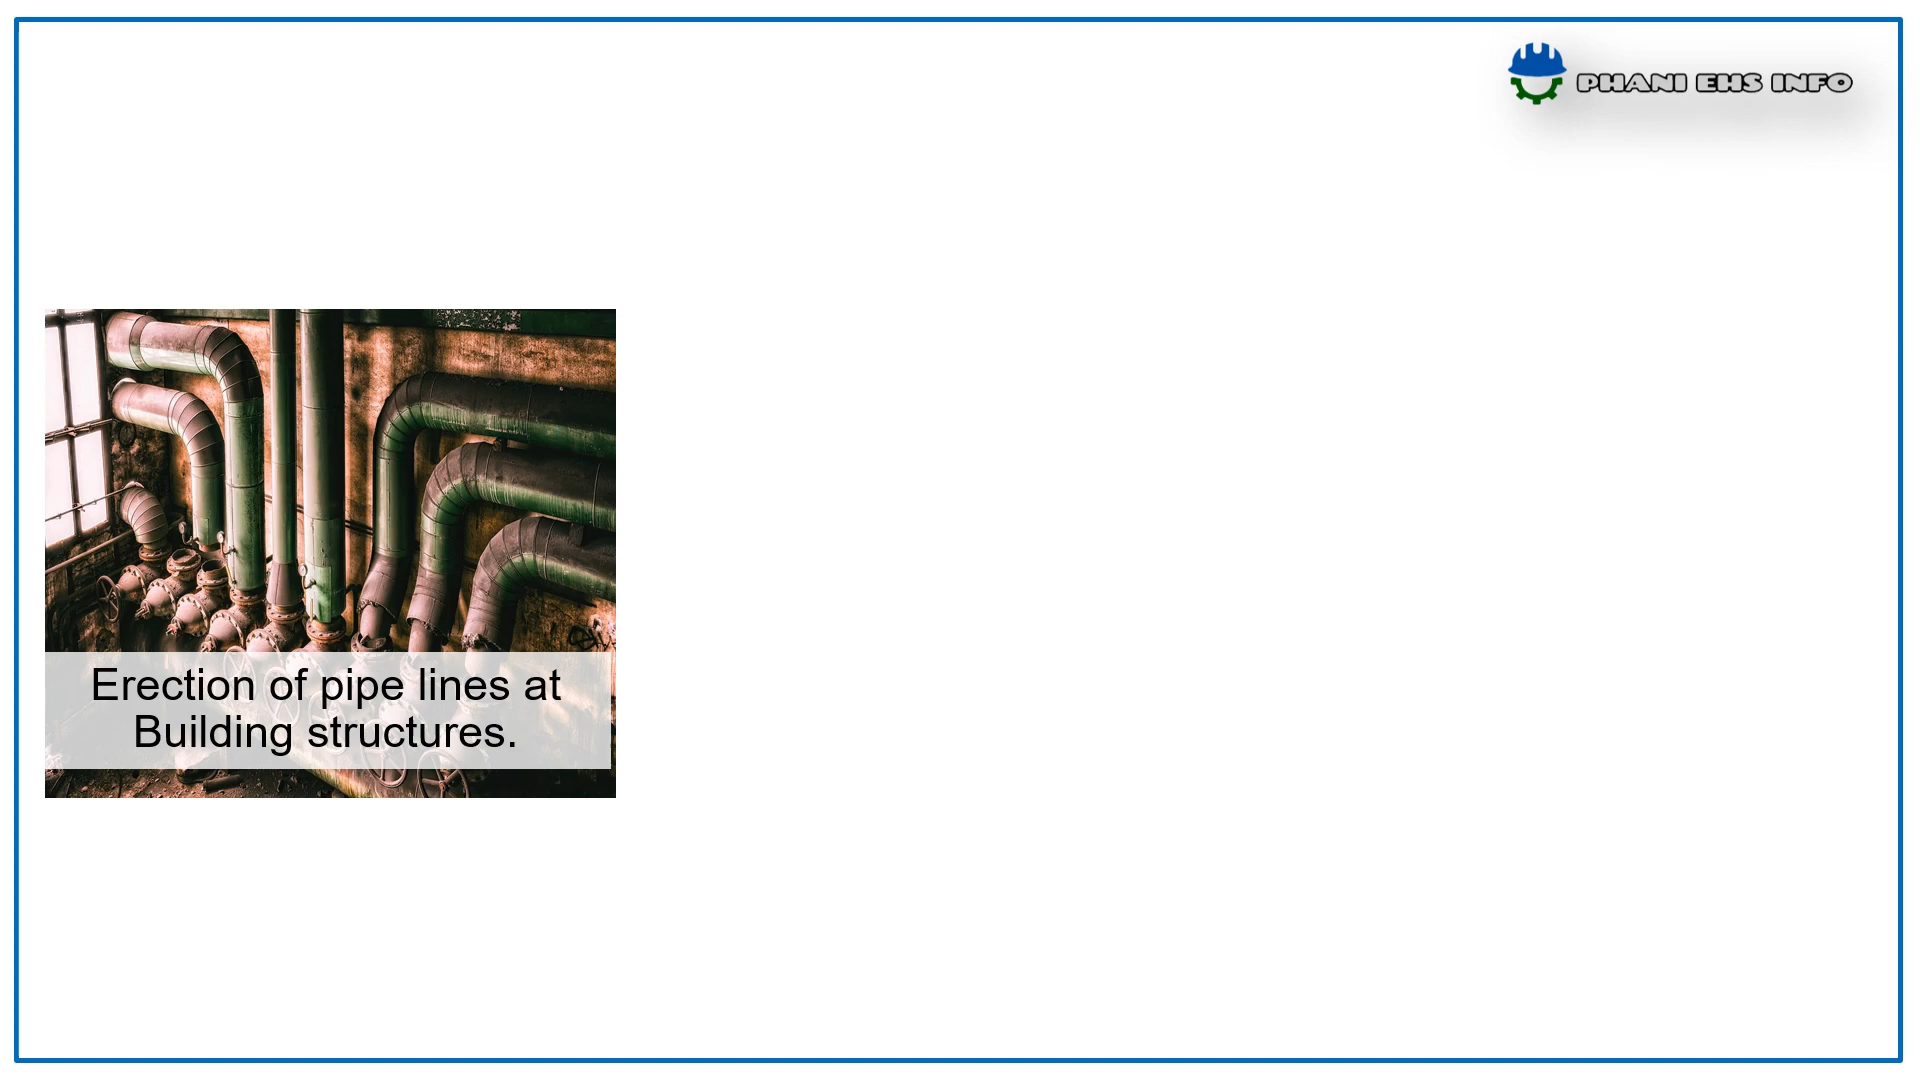 PHANI EHS INFO
Erection of pipe lines at
Building structures.